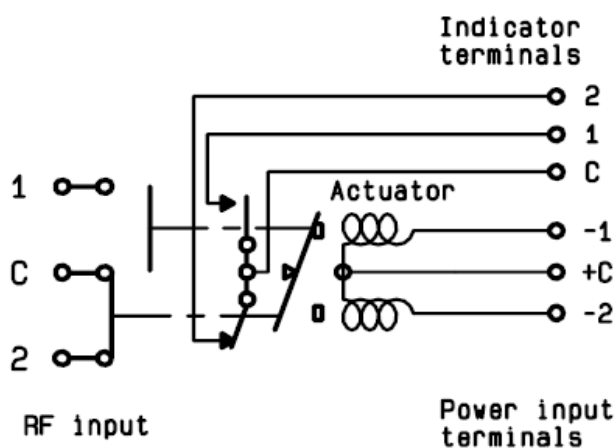 Indicator
terminals
2
1
C
1
Actuator
-1
C
+C
-2
2
RF input
Power input
terminals